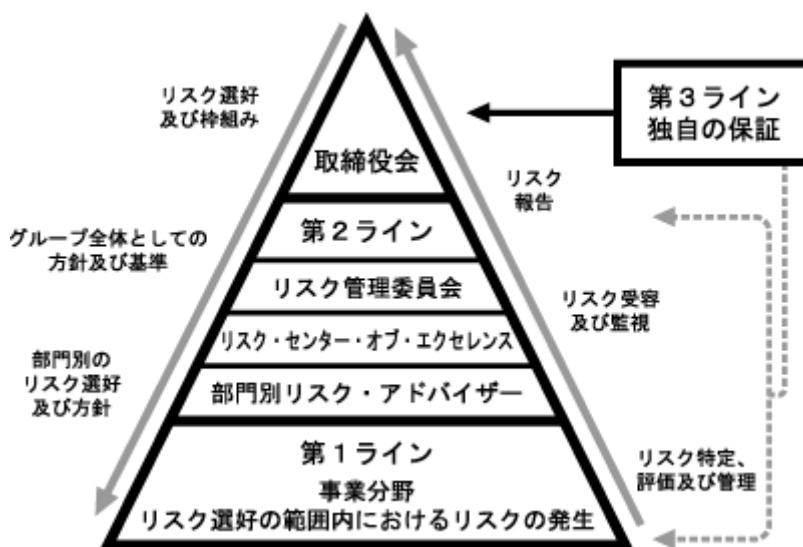 リスク選好
及び枠組み
第３ライン
独自の保証
取締役会
リスク
報告
グループ全体としての
方針及び基準
第２ライン
リスク管理委員会
リスク受容
及び監視
リスク・センター・オブ・エクセレンス
部門別の
リスク選好
及び方針
部門別リスク・アドバイザー
第１ライン
事業分野
リスク選好の範囲内におけるリスクの発生
リスク特定、
評価及び管理